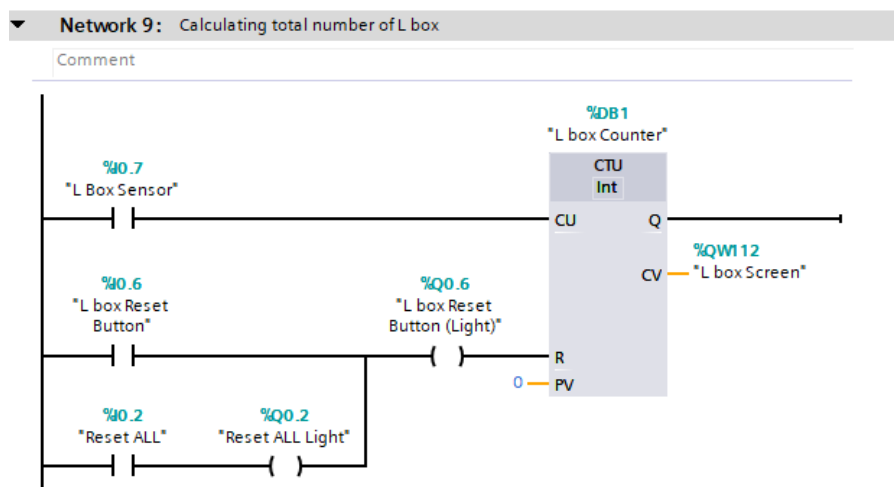 Network 9: Calculating total number of L box
Comment
%DB1
"L box Counter"
CTU
Int
%I0.7
"L Box Sensor"
CU
Q
%QW112
CV
"L box Screen"
%I0.6
"L box Reset
Button"
%Q0.6
"L box Reset
Button (Light)"
R
0
PV
%I0.2
"Reset ALL"
%Q0.2
"Reset ALL Light"